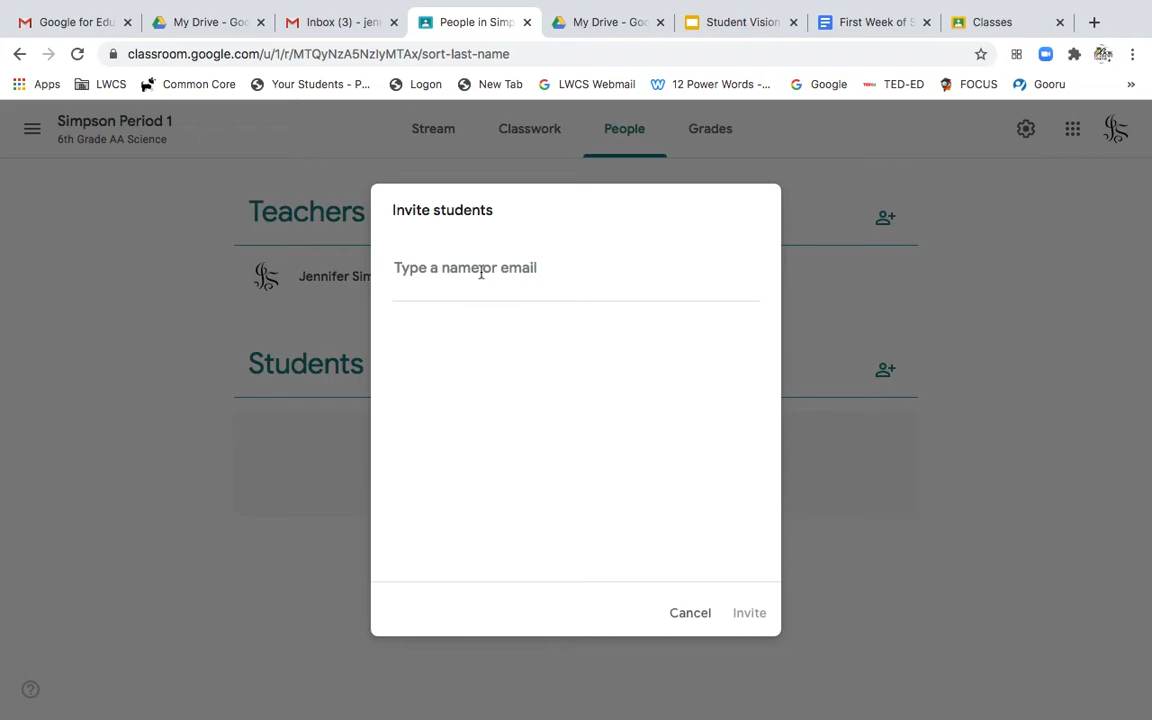 Google for Edu
My Drive - Goo
Inbox (3) - jenn
People in Simp
My Drive - Goo
Student Vision
First Week of S
Classes
classroom.google.com/u/1/r/MTQyNzA5NzIyMTAx/sort-last-name
Apps
LWCS
Common Core
Your Students - P...
Logon
New Tab
LWCS Webmail
12 Power Words -...
Google
TED-ED
FOCUS
Gooru
»
Simpson Period 1
6th Grade AA Science
Stream
Classwork
People
Grades
Teachers
Jennifer Sim
Students
Invite students
Type a name or email
Cancel
Invite